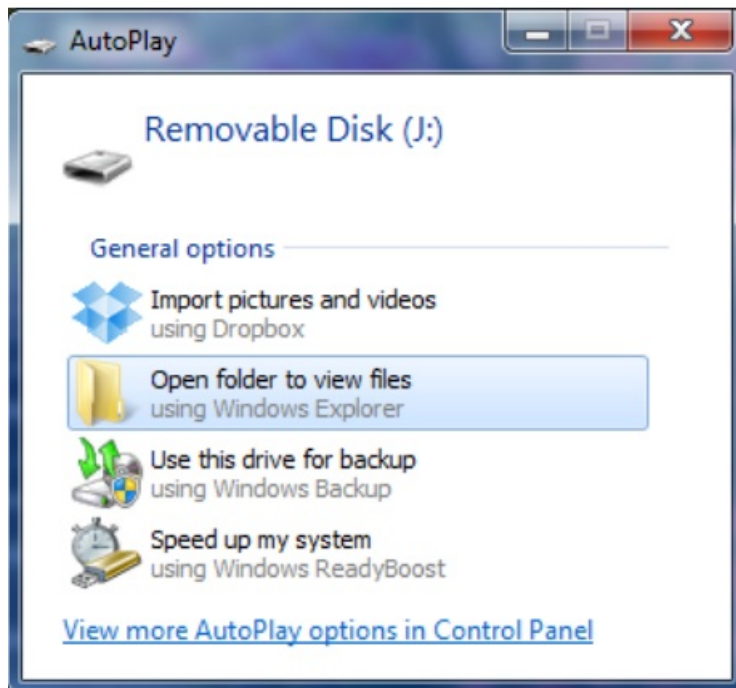 AutoPlay
Removable Disk (J:)
General options
Import pictures and videos
using Dropbox
Open folder to view files
using Windows Explorer
Use this drive for backup
using Windows Backup
Speed up my system
using Windows ReadyBoost
View more AutoPlay options in Control Panel